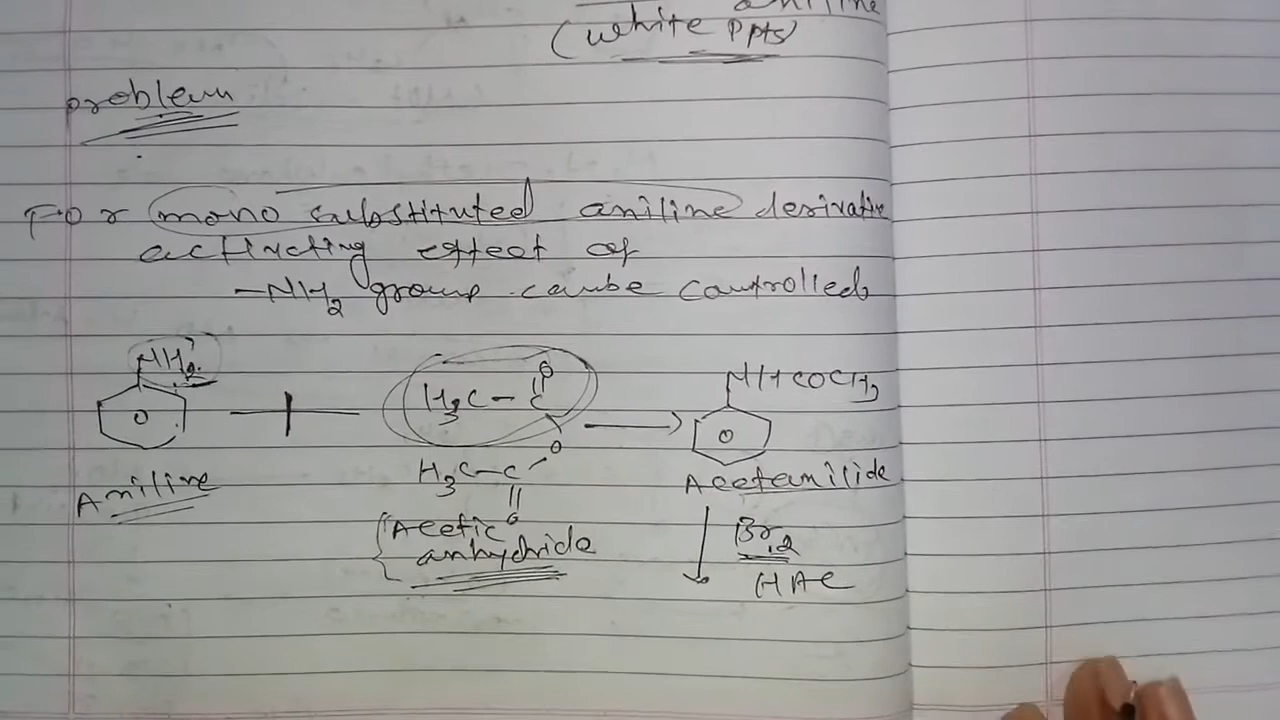 aniline
(white ppts)
problem
For mono substituted aniline derivative
activating effect of
-NH2 group can be controlled
NH2
H3C-C
O
O
NHCOCH3
H3C-C
O
Aniline
Acetanilide
(Acetic
anhydride
Br2
HAC